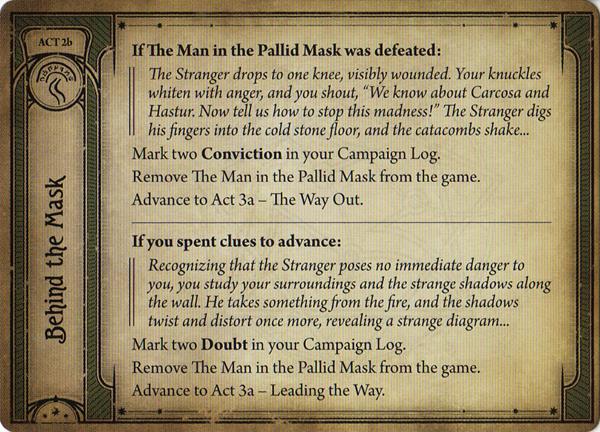 ACT 2b
Behind the Mask
If The Man in the Pallid Mask was defeated:
The Stranger drops to one knee, visibly wounded. Your knuckles
whiten with anger, and you shout, “We know about Carcosa and
Hastur. Now tell us how to stop this madness!” The Stranger digs
his fingers into the cold stone floor, and the catacombs shake...
Mark two Conviction in your Campaign Log.
Remove The Man in the Pallid Mask from the game.
Advance to Act 3a – The Way Out.
If you spent clues to advance:
Recognizing that the Stranger poses no immediate danger to
you, you study your surroundings and the strange shadows along
the wall. He takes something from the fire, and the shadows
twist and distort once more, revealing a strange diagram...
Mark two Doubt in your Campaign Log.
Remove The Man in the Pallid Mask from the game.
Advance to Act 3a – Leading the Way.